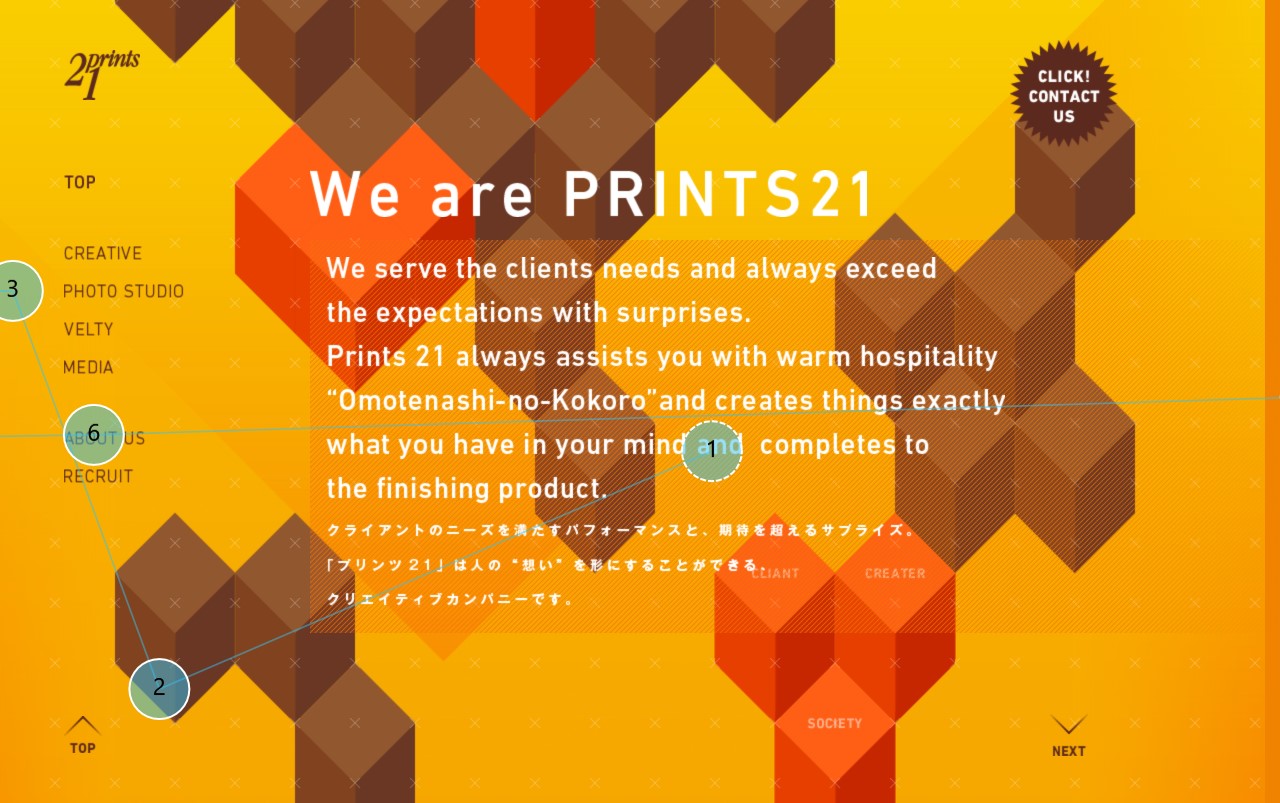 21 prints
CLICK!
CONTACT
US
TOP
CREATIVE
PHOTO STUDIO
VELTY
MEDIA
ABOUT US
RECRUIT
We are PRINTS21
We serve the clients needs and always exceed
the expectations with surprises.
Prints 21 always assists you with warm hospitality
“Omotenashi-no-Kokoro”and creates things exactly
what you have in your mind and completes to
the finishing product.
クライアントのニーズを満たすパフォーマンスと、期待を超えるサプライズ。
「プリンツ21」は人の“想い”を形にすることができる、
クリエイティブカンパニーです。
CLIANT
CREATER
SOCIETY
3
6
1
2
TOP
NEXT